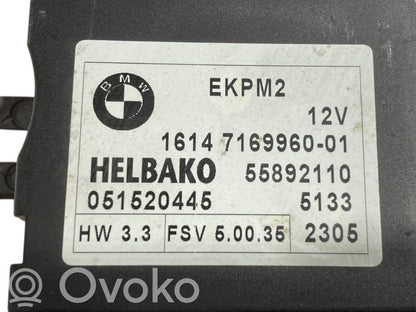 BMW
EKPM2
12V
1614 7169960-01
HELBAKO 55892110
051520445 5133
HW 3.3 FSV 5.00.35 2305
Ovoko